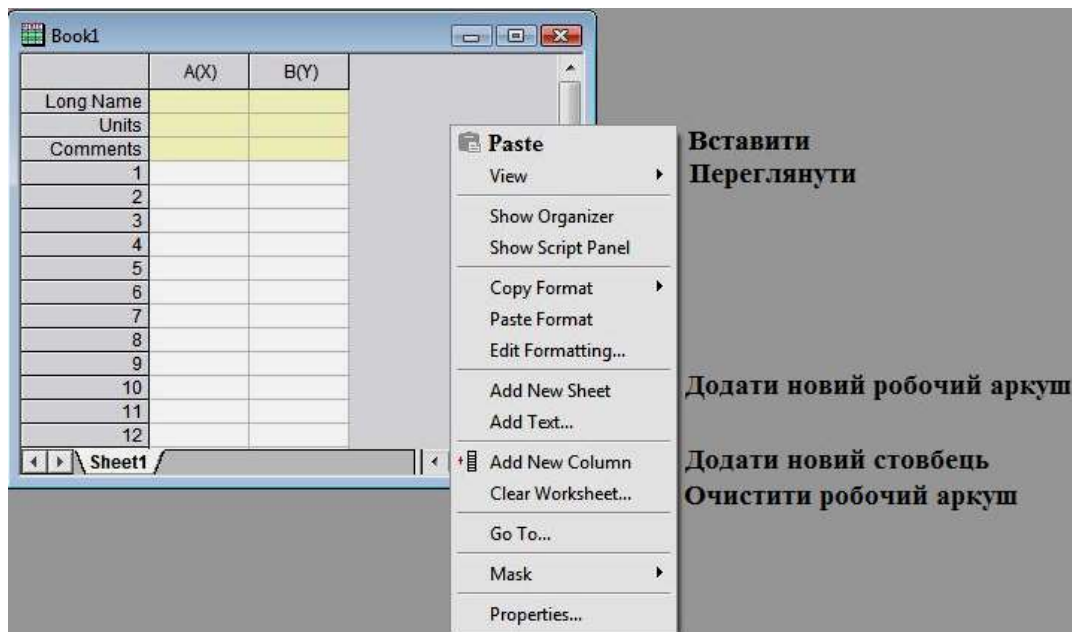 Book1
A(X) B(Y)
Long Name
Units
Comments
1
2
3
4
5
6
7
8
9
10
11
12
Sheet1
Paste Вставити
View Переглянути
Show Organizer
Show Script Panel
Copy Format
Paste Format
Edit Formatting...
Add New Sheet Додати новий робочий аркуш
Add Text...
Add New Column Додати новий стовбець
Clear Worksheet... Очистити робочий аркуш
Go To...
Mask
Properties...